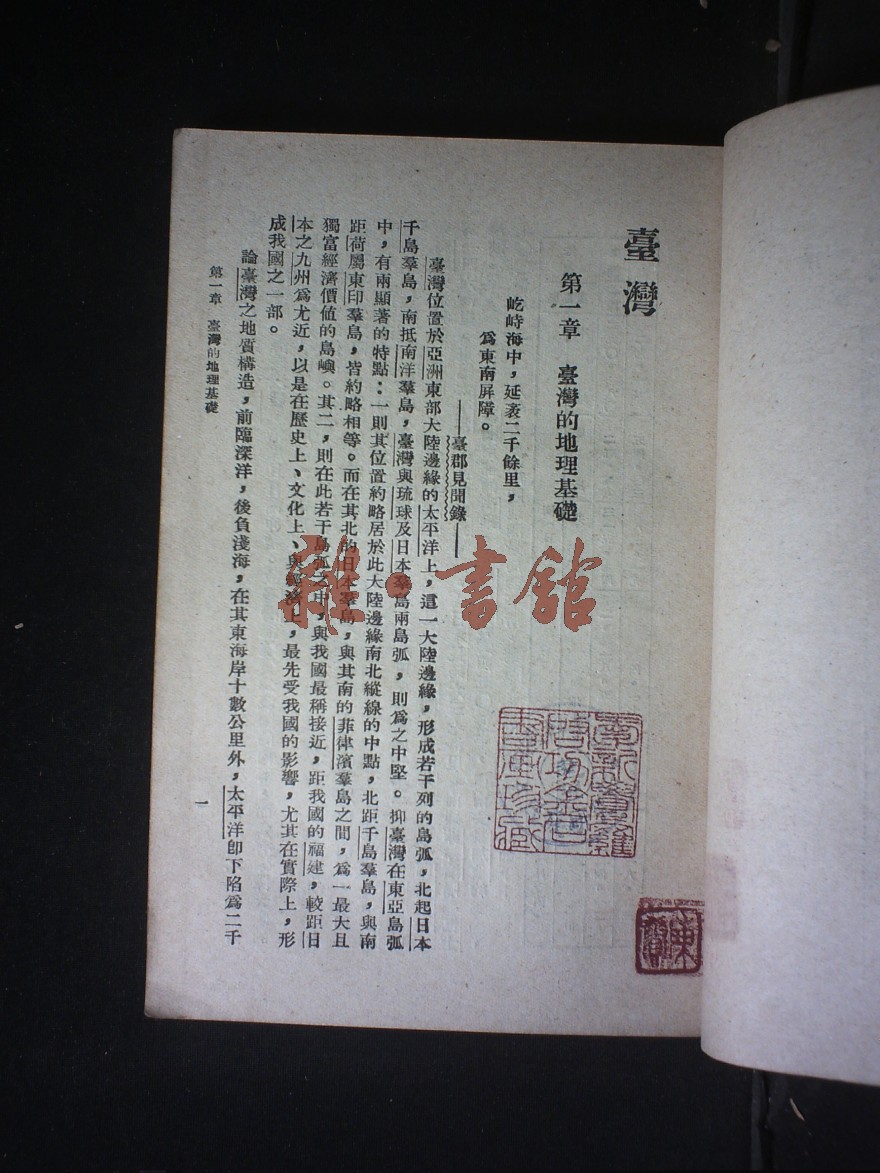 臺灣
第一章　臺灣的地理基礎
屹峙海中，延袤二千餘里，
爲東南屏障。
——臺郡見聞錄——
臺灣位置於亞洲東部大陸邊緣的太平洋上，這一大陸邊緣，形成若干列的島弧，北起日本
千島羣島，南抵南洋羣島，臺灣與琉球及日本羣島兩島弧，則爲之中堅。抑臺灣在東亞島弧
中，有兩顯著的特點：一則其位置約略居於此大陸邊緣南北縱線的中點，北距千島羣島，與南
距荷屬東印羣島，皆約略相等。而在其北的日本羣島，與其南的菲律濱羣島之間，爲一最大且
獨富經濟價值的島嶼。其二，則在此若干島弧之中，與我國最稱接近，距我國的福建，較距日
本之九州爲尤近，以是在歷史上、文化上、與經濟上，最先受我國的影響，尤其在實際上，形
成我國之一部。
論臺灣之地質構造，前臨深洋，後負淺海，在其東海岸十數公里外，太平洋卽下陷爲二千
第一章　臺灣的地理基礎
一
雜·書館